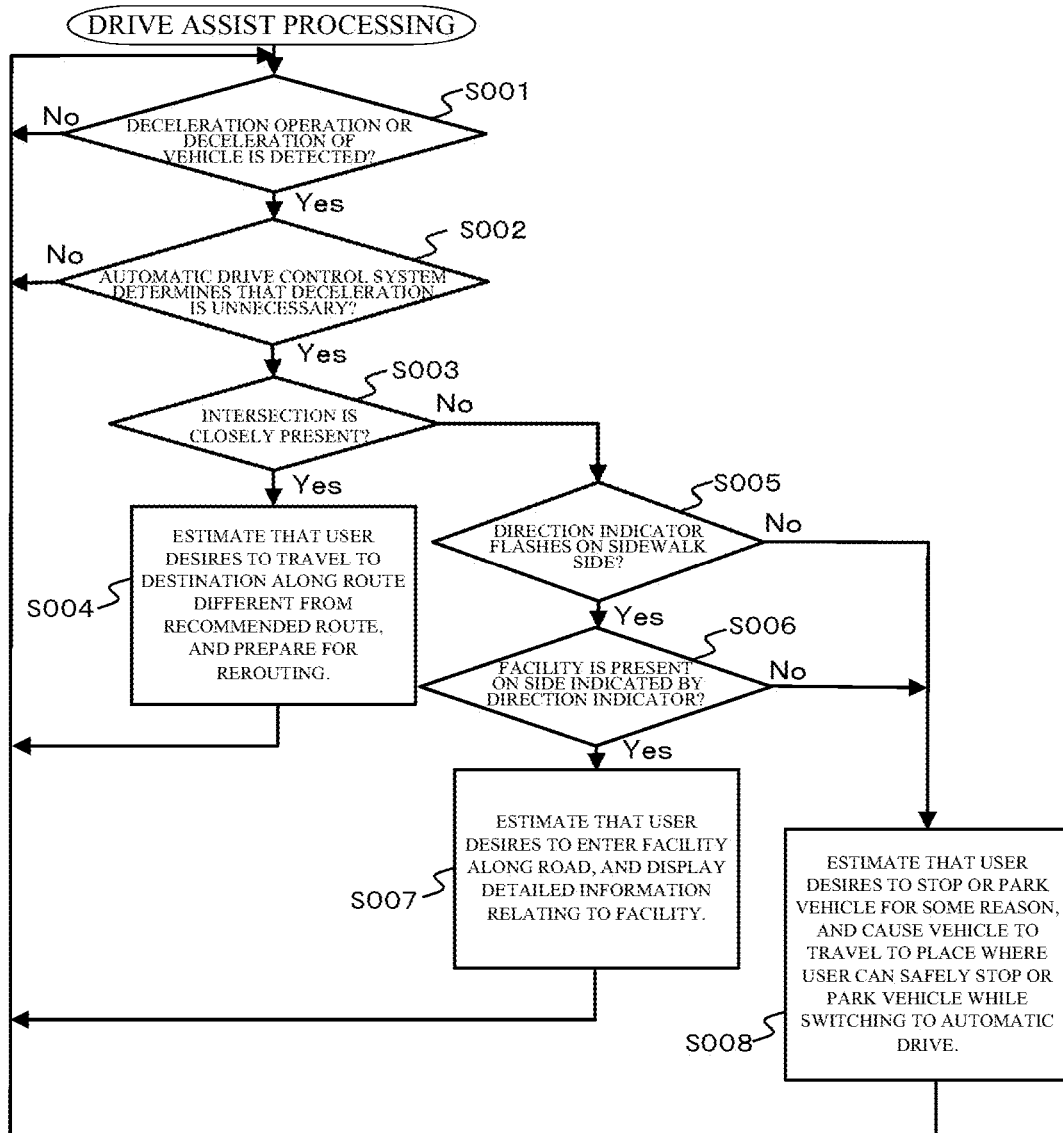 DRIVE ASSIST PROCESSING
S001
No
DECELERATION OPERATION OR
DECELERATION OF
VEHICLE IS DETECTED?
Yes
S002
No
AUTOMATIC DRIVE CONTROL SYSTEM
DETERMINES THAT DECELERATION
IS UNNECESSARY?
Yes
S003
No
INTERSECTION IS
CLOSELY PRESENT?
Yes
S005
No
DIRECTION INDICATOR
FLASHES ON SIDEWALK
SIDE?
Yes
S004
ESTIMATE THAT USER
DESIRES TO TRAVEL TO
DESTINATION ALONG ROUTE
DIFFERENT FROM
RECOMMENDED ROUTE,
AND PREPARE FOR
REROUTING.
S006
No
FACILITY IS PRESENT
ON SIDE INDICATED BY
DIRECTION INDICATOR?
Yes
S007
ESTIMATE THAT USER
DESIRES TO ENTER FACILITY
ALONG ROAD, AND DISPLAY
DETAILED INFORMATION
RELATING TO FACILITY.
S008
ESTIMATE THAT USER
DESIRES TO STOP OR PARK
VEHICLE FOR SOME REASON,
AND CAUSE VEHICLE TO
TRAVEL TO PLACE WHERE
USER CAN SAFELY STOP OR
PARK VEHICLE WHILE
SWITCHING TO AUTOMATIC
DRIVE.